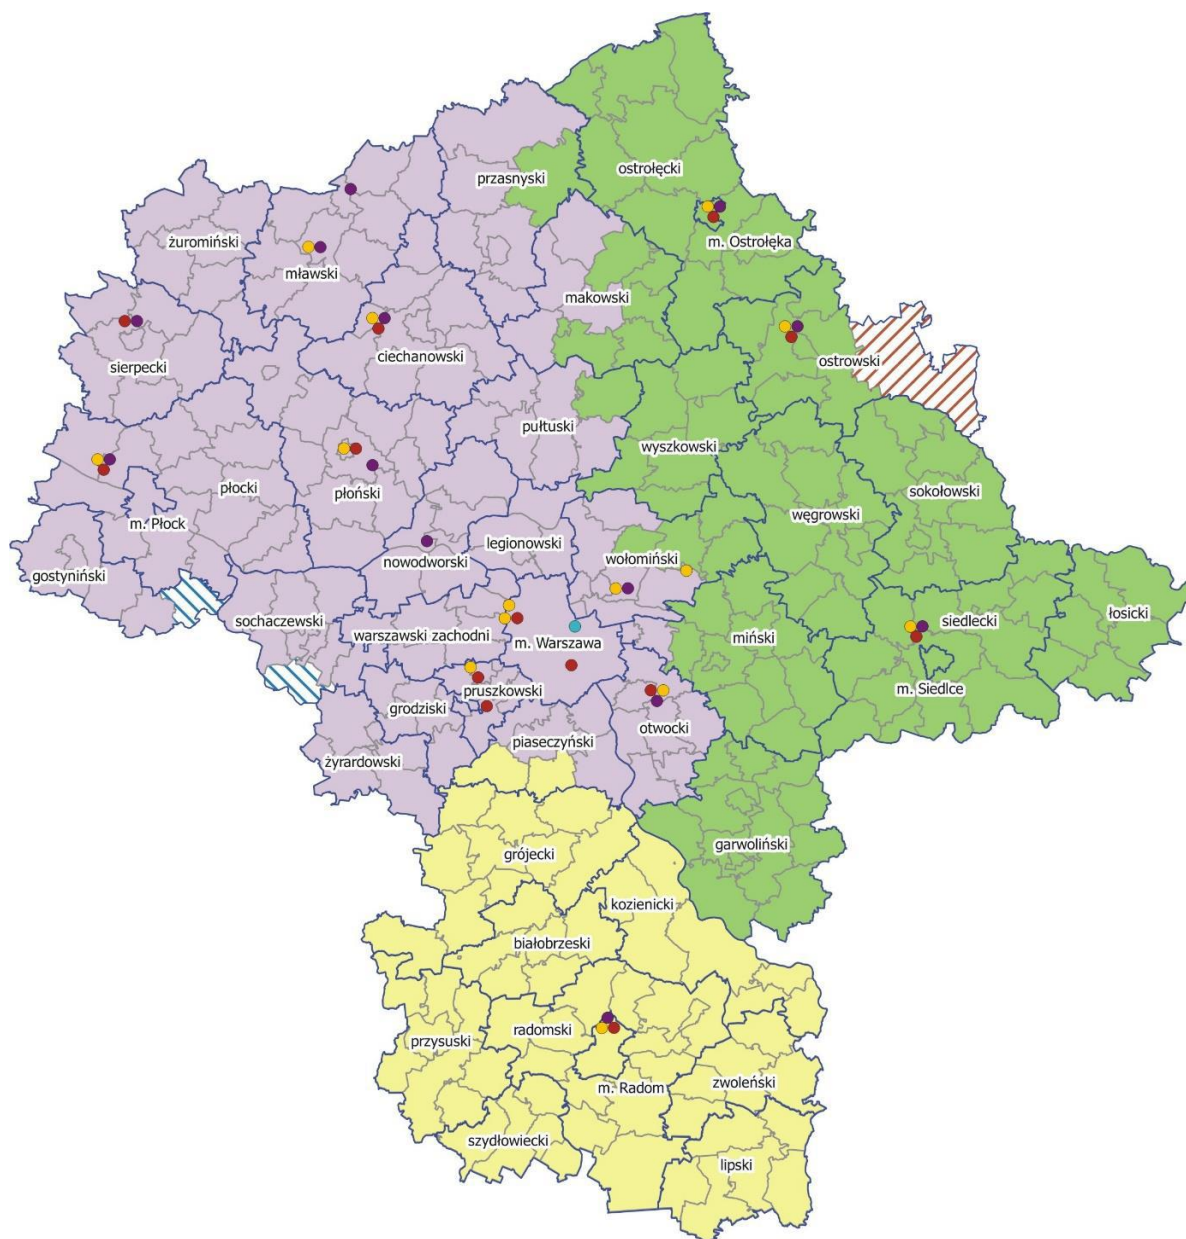 ostrołęcki
przasnyski
żuromiński
m. Ostrołęka
mławski
makowski
ciechanowski
ostrowski
sierpecki
pułtuski
wyszkowski
płocki
płoński
sokołowski
węgrowski
m. Płock
legionowski
nowodworski
wołomiński
gostyniński
łosicki
sochaczewski
siedlecki
warszawski zachodni
miński
m. Warszawa
pruszkowski
m. Siedlce
grodziski
otwocki
piaseczyński
żyrardowski
garwoliński
grójecki
kozienicki
białobrzeski
radomski
przysuski
zwoleński
m. Radom
szydłowiecki
lipski